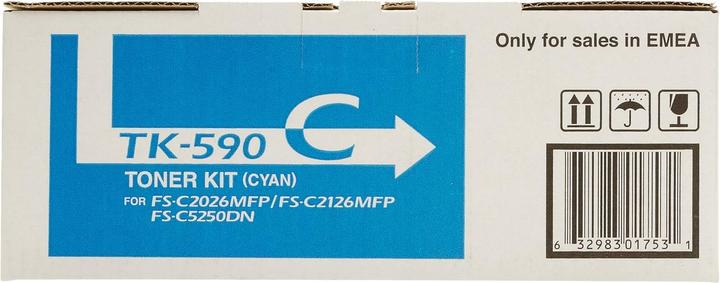 Only for sales in EMEA
C
TK-590
TONER KIT (CYAN)
FOR FS-C2026MFP/FS-C2126MFP
FS-C5250DN
6 32983 01753 1